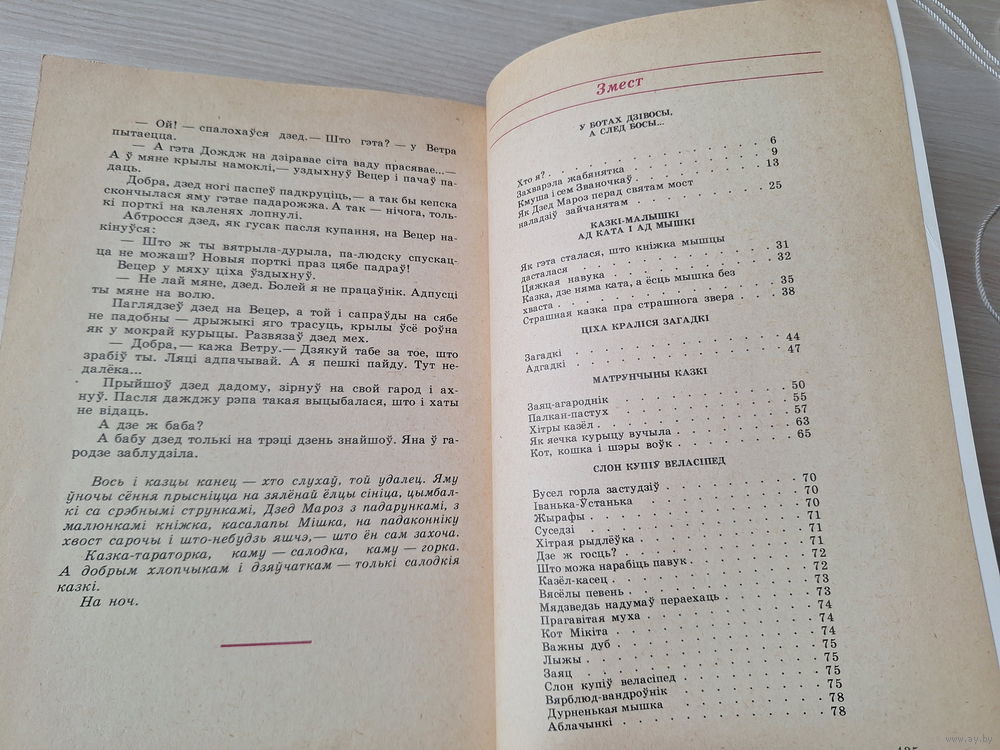 — Ой! — спалохаўся дзед.— Што гэта? — у Ветра
пытаецца.
— А гэта Дождж на дзіравае сіта ваду прасявае...—
А ў мяне крылы намоклі,— уздыхнуў Вецер і пачаў па-
даць.
Добра, дзед ногі паспеў падкруціць,— а так бы кепска
скончылася яму гэтае падарожжа. А так — нічога, толь-
кі порткі на каленях лопнулі.
Абтросся дзед, як гусак пасля купання, на Вецер на-
кінуўся:
— Што ж ты вятрыла-дурыла, па-людску спускац-
ца не можаш? Новыя порткі праз цябе падраў!
Вецер у мяху ціха ўздыхнуў.
— Не лай мяне, дзед. Болей я не працаўнік. Адпусці
ты мяне на волю.
Паглядзеў дзед на Вецер, а той і сапраўды на сябе
не падобны — дрыжыкі яго трасуць, крылы ўсё роўна
як у мокрай курыцы. Развязаў дзед мех.
— Добра,— кажа Ветру.— Дзякуй табе за тое, што
зрабіў ты. Ляці адпачывай. А я пешкі пайду. Тут не-
далёка...
Прыйшоў дзед дадому, зірнуў на свой гарод і ах-
нуў. Пасля дажджу рэпа такая выцыбалася, што і хаты
не відаць.
А дзе ж баба?
А бабу дзед толькі на трэці дзень знайшоў. Яна ў га-
родзе заблудзіла.
Вось і казцы канец — хто слухаў, той удалец. Яму
ўночы сёння прысніцца на зялёнай ёлцы сініца, цымбал-
кі са срэбнымі стрункамі, Дзед Мароз з падарункамі, з
малюнкамі кніжка, касалапы Мішка, на падаконніку
хвост сарочы і што-небудзь яшчэ,— што ён сам захоча.
Казка-тараторка, каму — салодка, каму — горка.
А добрым хлопчыкам і дзяўчаткам — толькі салодкія
казкі.
На ноч.
Змест
У БОТАХ ДЗІВОСЫ,
А СЛЕД БОСЫ...
Хто я? . . . . . 6
Захварэла жабянятка . . . . . 9
Кмуша і сем Званочкаў . . . . . 13
Як Дзед Мароз перад святам мост
наладзіў зайчанятам . . . . . 25
КАЗКІ-МАЛЫШКІ
АД КАТА І АД МЫШКІ
Як гэта сталася, што кніжка мышцы
дасталася . . . . . 31
Цяжкая навука . . . . . 32
Казка, дзе няма ката, а ёсць мышка без
хваста . . . . . 35
Страшная казка пра страшнога звера . . . . . 38
ЦІХА КРАЛІСЯ ЗАГАДКІ
Загадкі . . . . . 44
Адгадкі . . . . . 47
МАТРУНЧЫНЫ КАЗКІ
Заяц-агароднік . . . . . 50
Палкан-пастух . . . . . 55
Хітры казёл . . . . . 57
Як яечка курыцу вучыла . . . . . 63
Кот, кошка і шэры воўк . . . . . 65
СЛОН КУПІЎ ВЕЛАСІПЕД
Бусел горла застудзіў . . . . . 70
Іванька-Ўстанька . . . . . 70
Жырафы . . . . . 70
Суседзі . . . . . 71
Хітрая рыдлёўка . . . . . 71
Дзе ж госць? . . . . . 71
Што можа нарабіць павук . . . . . 72
Казёл-касец . . . . . 72
Вясёлы певень . . . . . 73
Мядзведзь надумаў пераехаць . . . . . 73
Прагавітая муха . . . . . 74
Кот Мікіта . . . . . 74
Важны дуб . . . . . 74
Лыжы . . . . . 75
Заяц . . . . . 75
Слон купіў веласіпед . . . . . 75
Вярблюд-вандроўнік . . . . . 75
Дурненькая мышка . . . . . 78
Аблачынкі . . . . . 78
www.ay.by